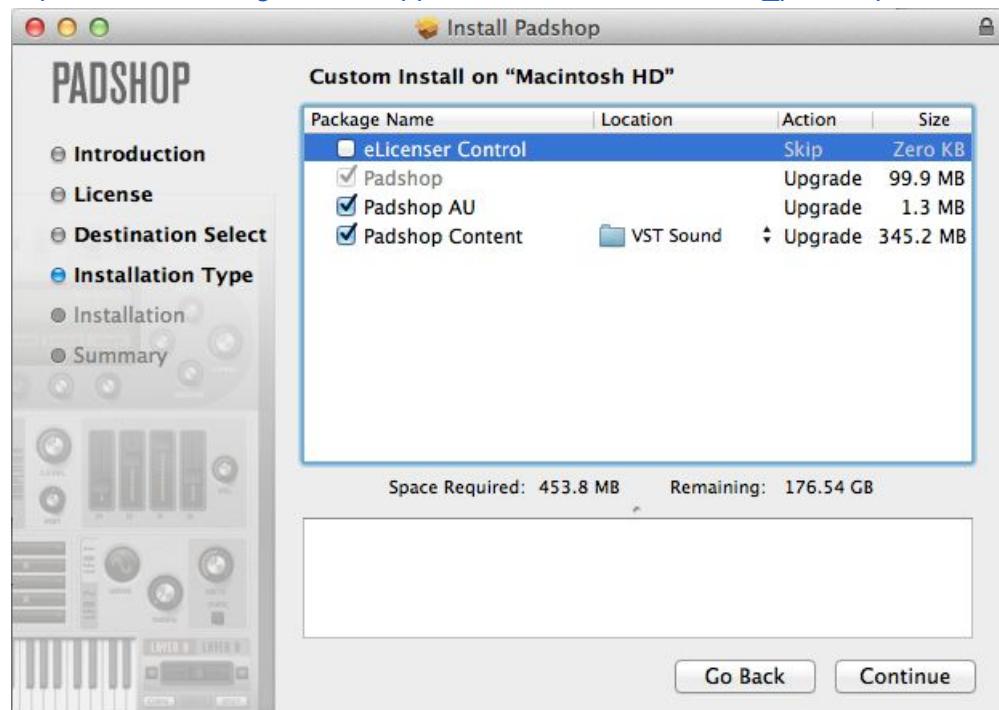 Install Padshop
PADSHOP
Custom Install on “Macintosh HD”
Package Name Location Action Size
eLicenser Control Skip Zero KB
Padshop Upgrade 99.9 MB
Padshop AU Upgrade 1.3 MB
Padshop Content VST Sound Upgrade 345.2 MB
Introduction
License
Destination Select
Installation Type
Installation
Summary
Space Required: 453.8 MB Remaining: 176.54 GB
LAYER B LAYER B
Go Back Continue